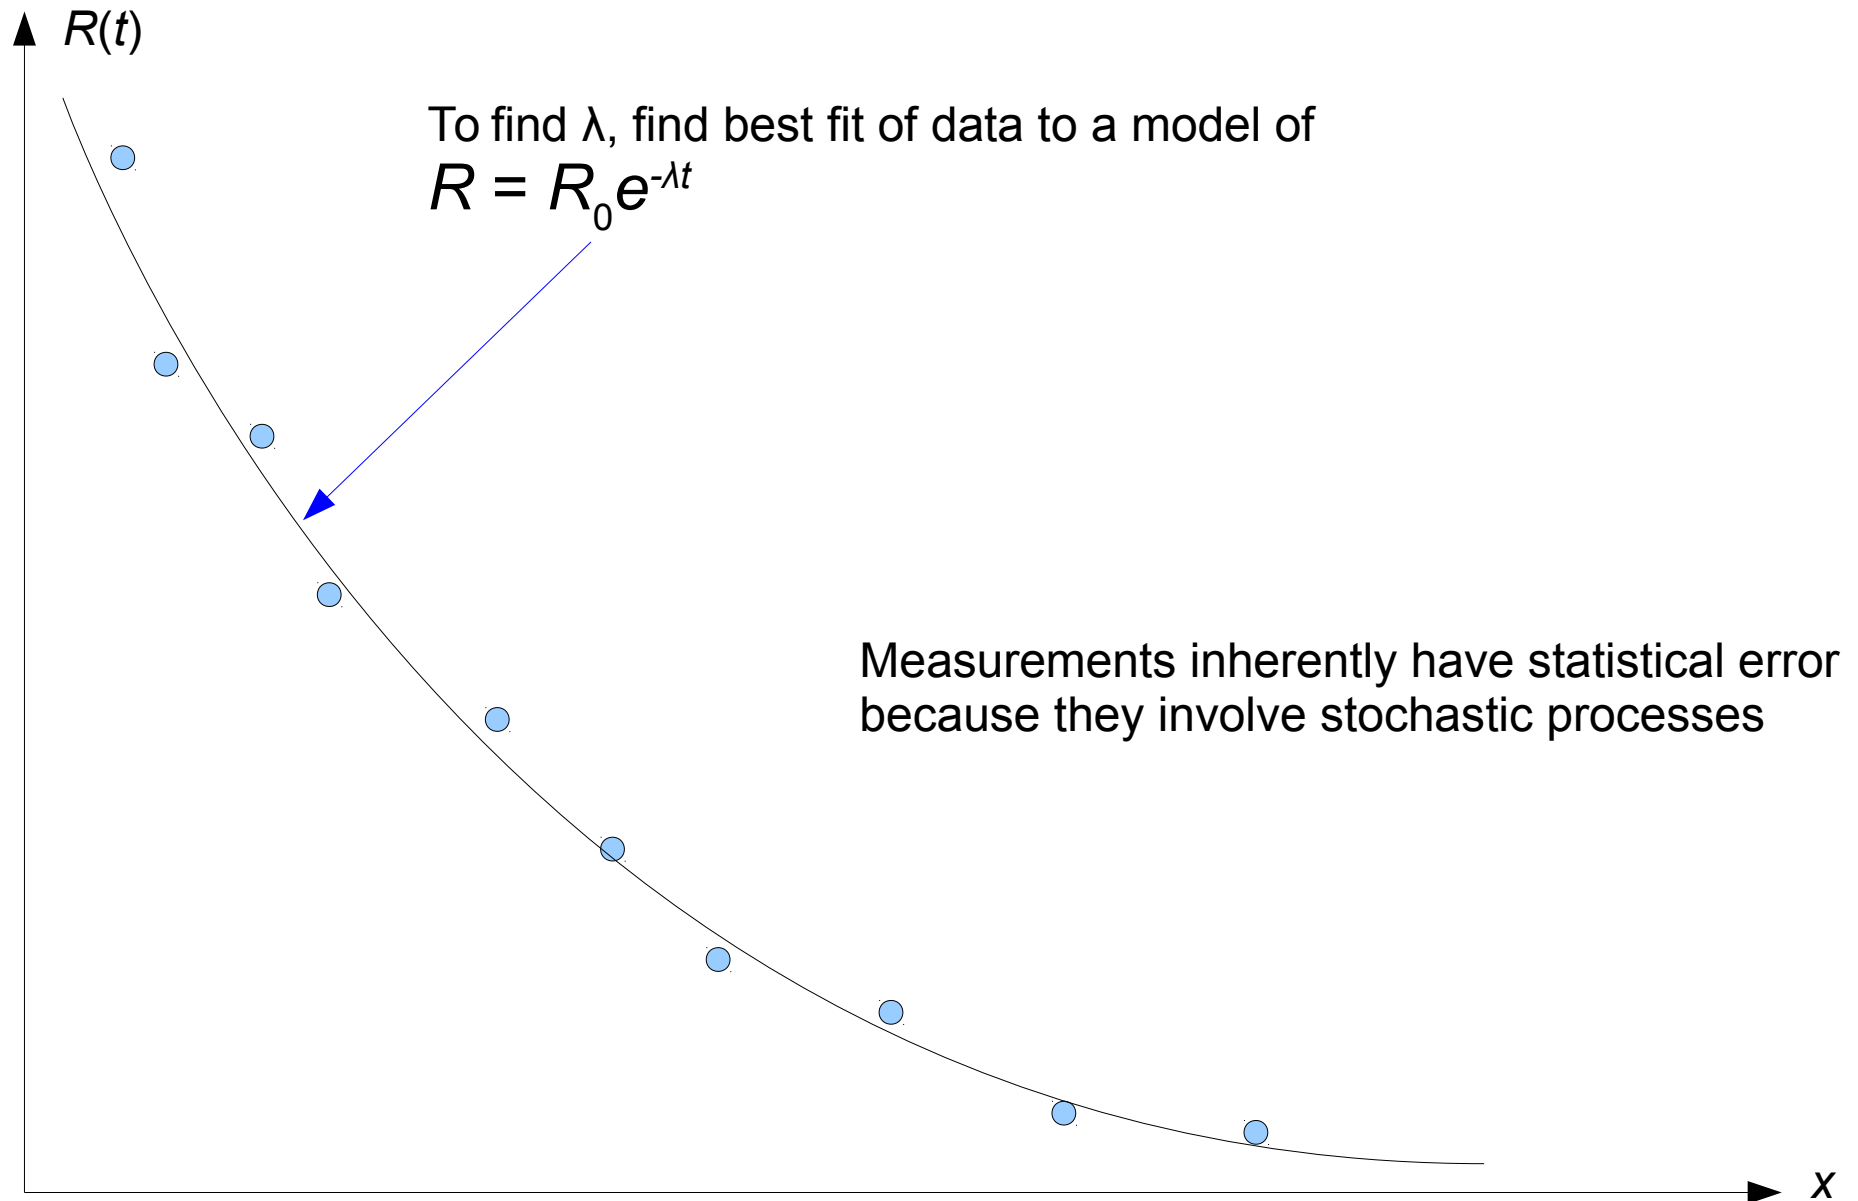 R(t)
To find λ, find best fit of data to a model of
R = R₀e⁻λt
Measurements inherently have statistical error
because they involve stochastic processes
x